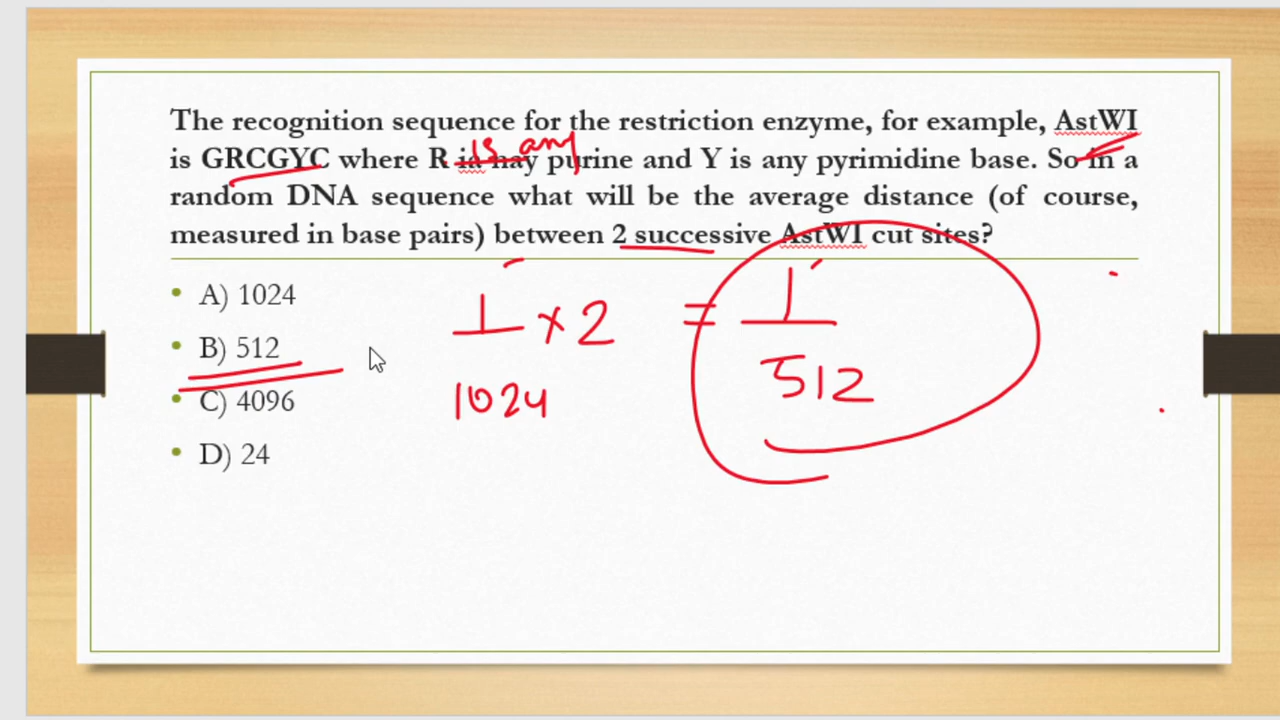 The recognition sequence for the restriction enzyme, for example, AstWI
is any
is GRCGYC where R ia nay purine and Y is any pyrimidine base. So in a
random DNA sequence what will be the average distance (of course,
measured in base pairs) between 2 successive AstWI cut sites?
• A) 1024
• B) 512
• C) 4096
• D) 24
1/1024 × 2 = 1/512